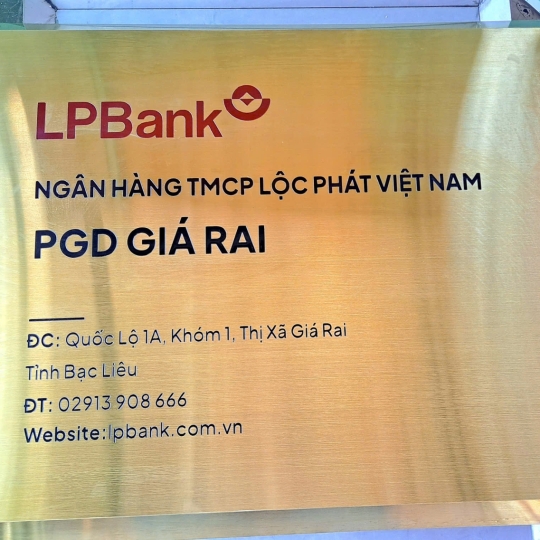 LPBank
NGÂN HÀNG TMCP LỘC PHÁT VIỆT NAM
PGD GIÁ RAI
ĐC: Quốc Lộ 1A, Khóm 1, Thị Xã Giá Rai
Tỉnh Bạc Liêu
ĐT: 02913 908 666
Website:lpbank.com.vn